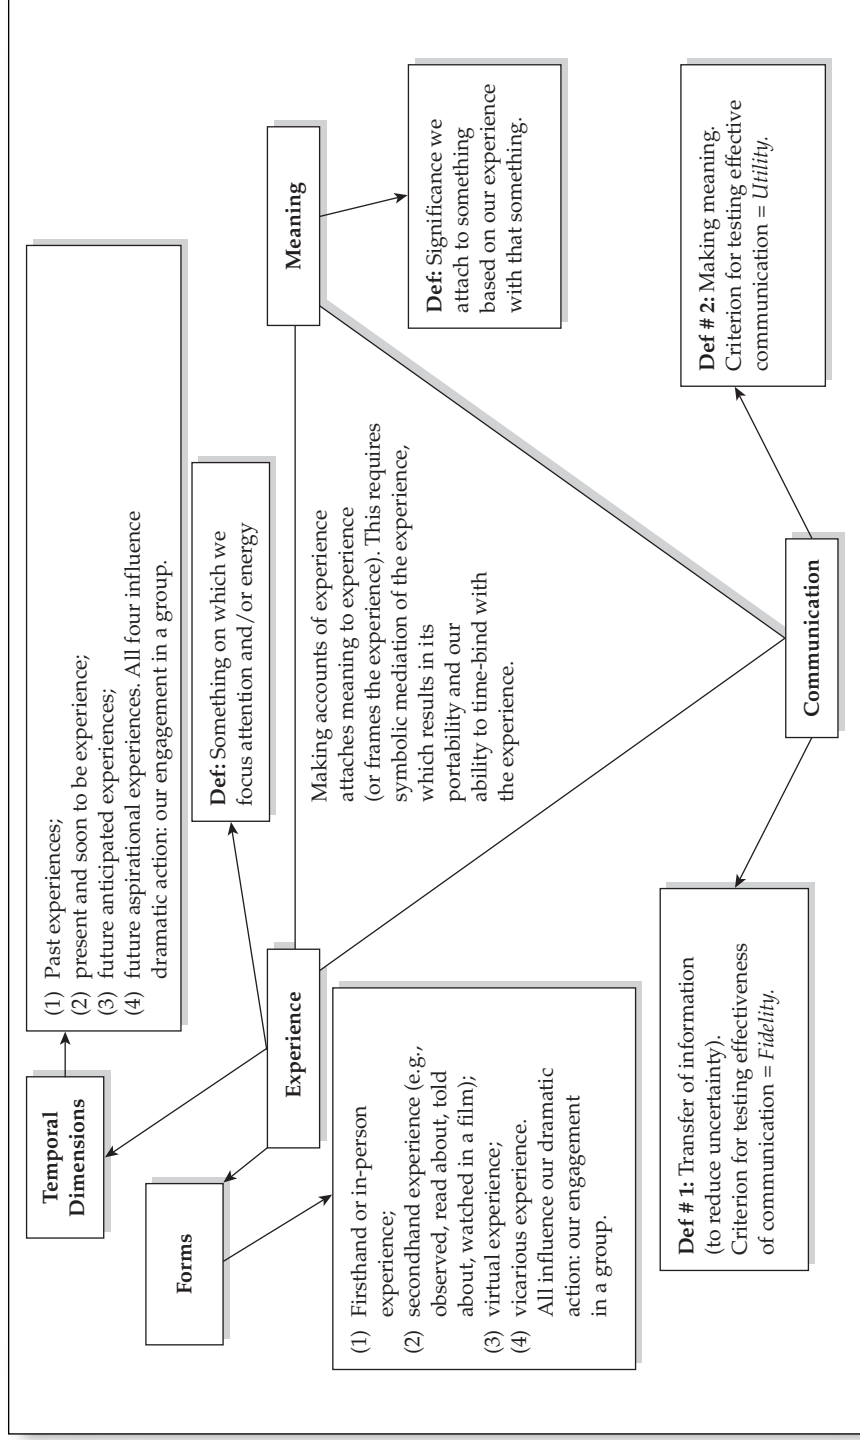 Temporal
Dimensions
(1) Past experiences;
(2) present and soon to be experience;
(3) future anticipated experiences;
(4) future aspirational experiences. All four influence
dramatic action: our engagement in a group.
Forms
Def: Something on which we
focus attention and/or energy
Experience
Meaning
(1) Firsthand or in-person
experience;
(2) secondhand experience (e.g.,
observed, read about, told
about, watched in a film);
(3) virtual experience;
(4) vicarious experience.
All influence our dramatic
action: our engagement
in a group.
Making accounts of experience
attaches meaning to experience
(or frames the experience). This requires
symbolic mediation of the experience,
which results in its
portability and our
ability to time-bind with
the experience.
Def: Significance we
attach to something
based on our experience
with that something.
Def # 1: Transfer of information
(to reduce uncertainty).
Criterion for testing effectiveness
of communication = Fidelity.
Communication
Def # 2: Making meaning.
Criterion for testing effective
communication = Utility.